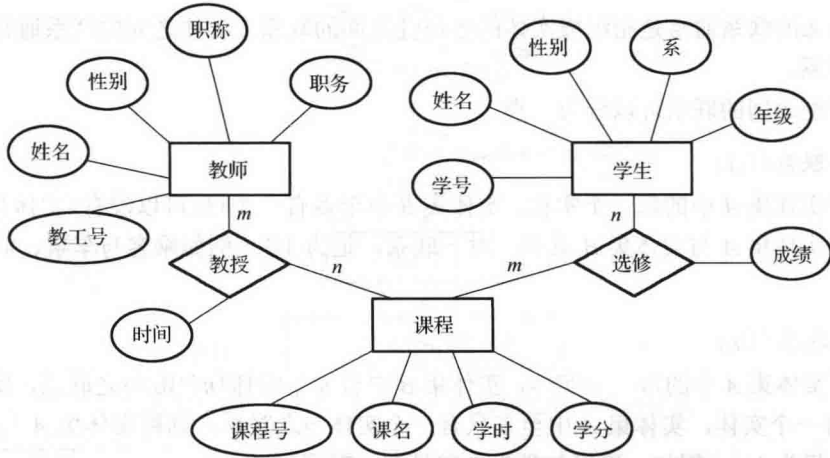 职称
性别
职务
姓名
教师
教工号
m
教授
n
时间
性别
系
姓名
年级
学号
学生
n
选修
m
成绩
课程
课程号
课名
学时
学分